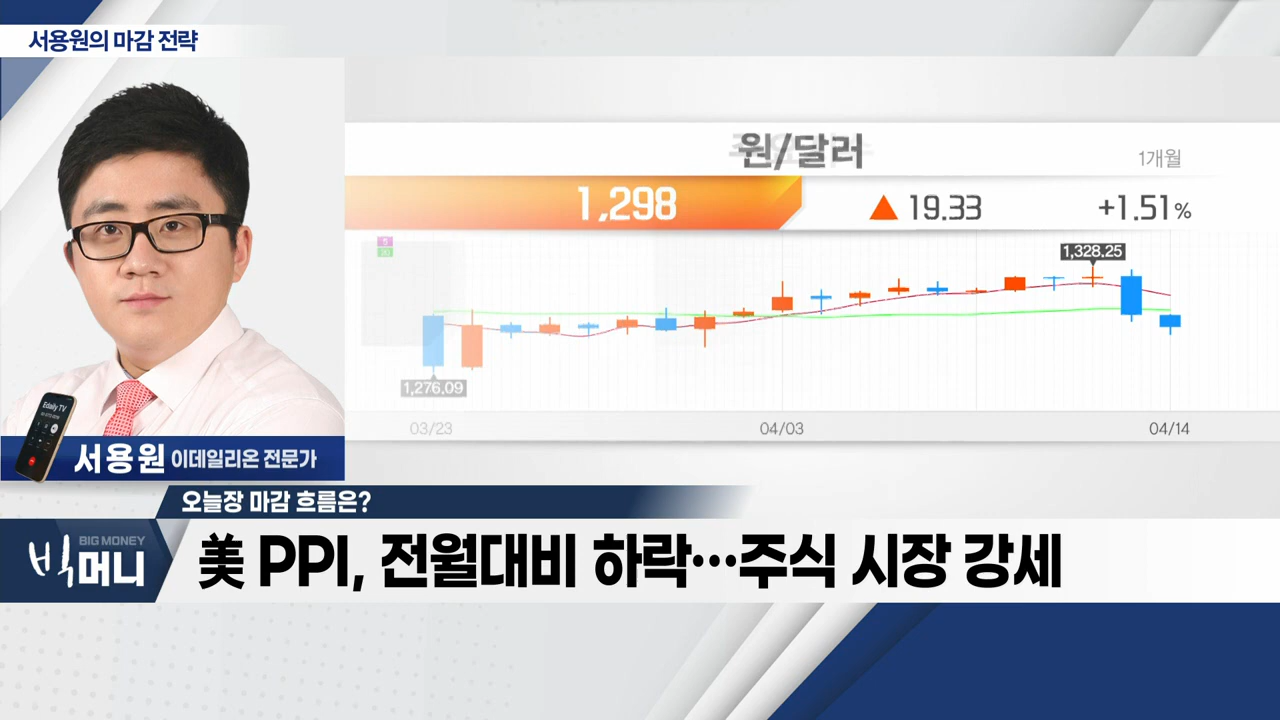 서용원의 마감 전략
원/달러
1개월
1,298
▲ 19.33
+1.51%
5
20
1,328.25
1,276.09
03/23
04/03
04/14
Edaily TV
서용원 이데일리온 전문가
오늘장 마감 흐름은?
BIG MONEY
빅머니
美 PPI, 전월대비 하락…주식 시장 강세